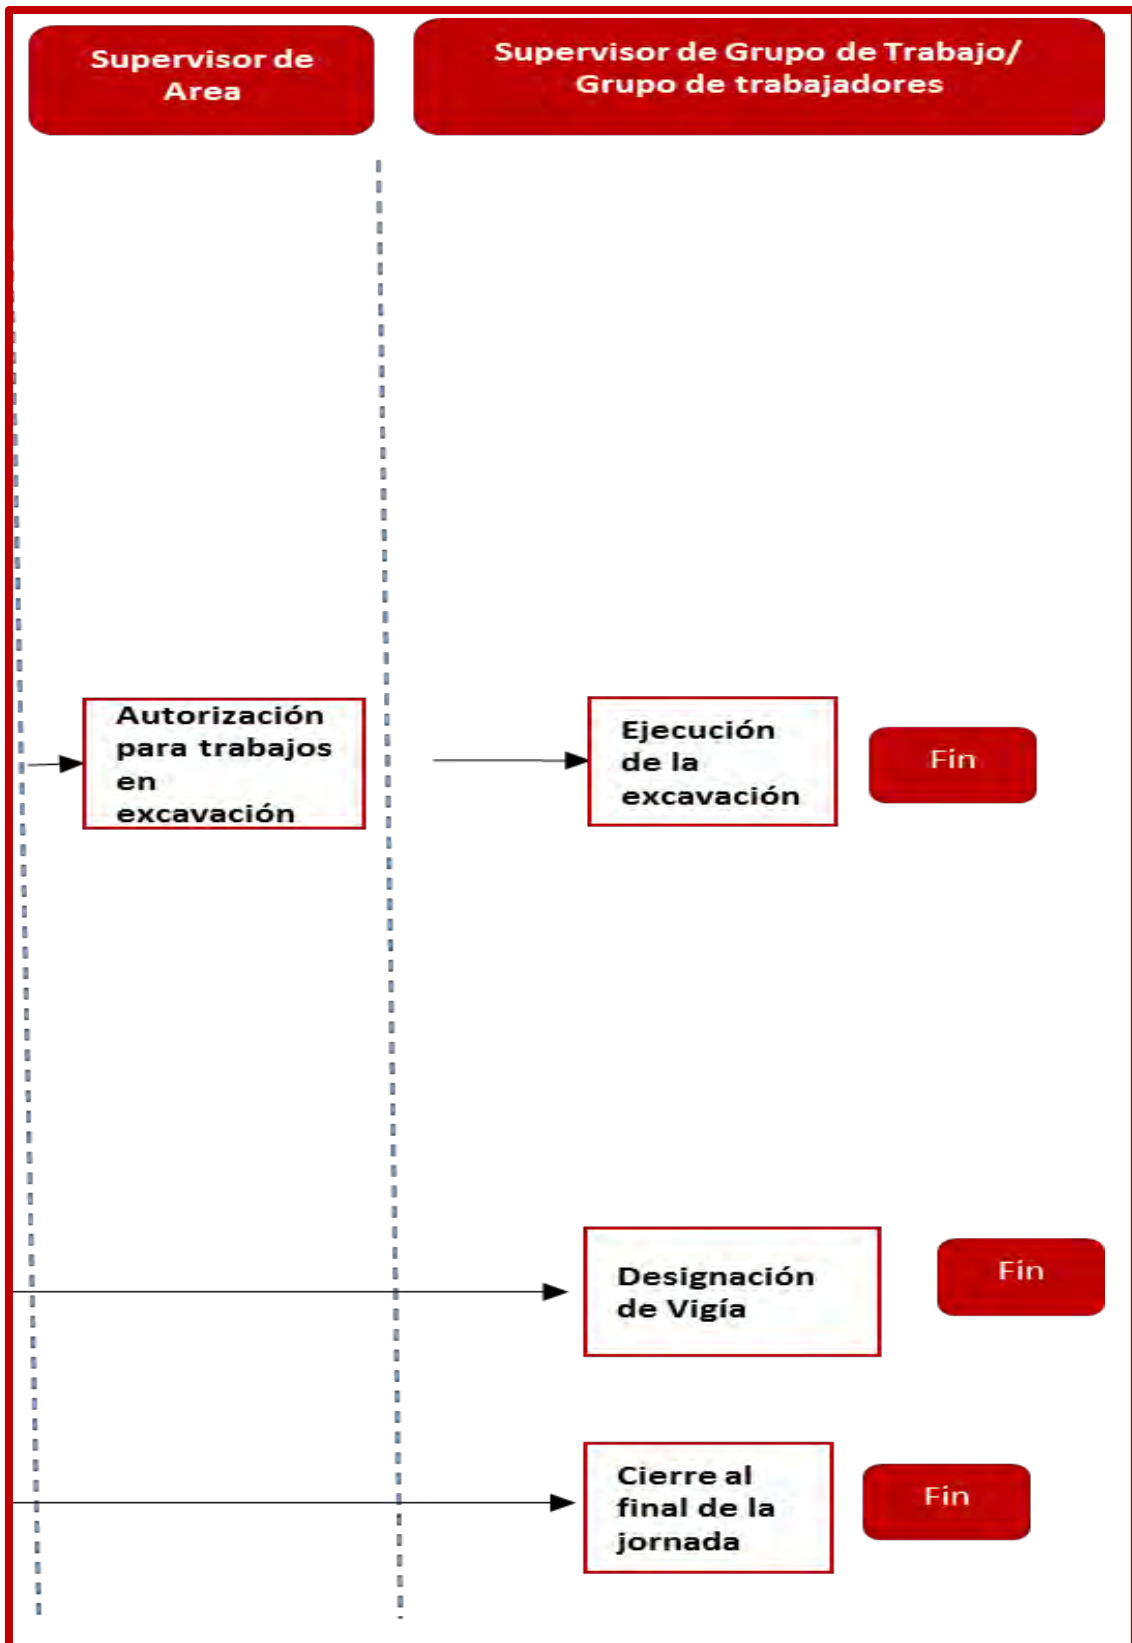 Supervisor de
Area
Supervisor de Grupo de Trabajo/
Grupo de trabajadores
Autorización
para trabajos
en
excavación
Ejecución
de la
excavación
Fin
Designación
de Vigía
Fin
Cierre al
final de la
jornada
Fin